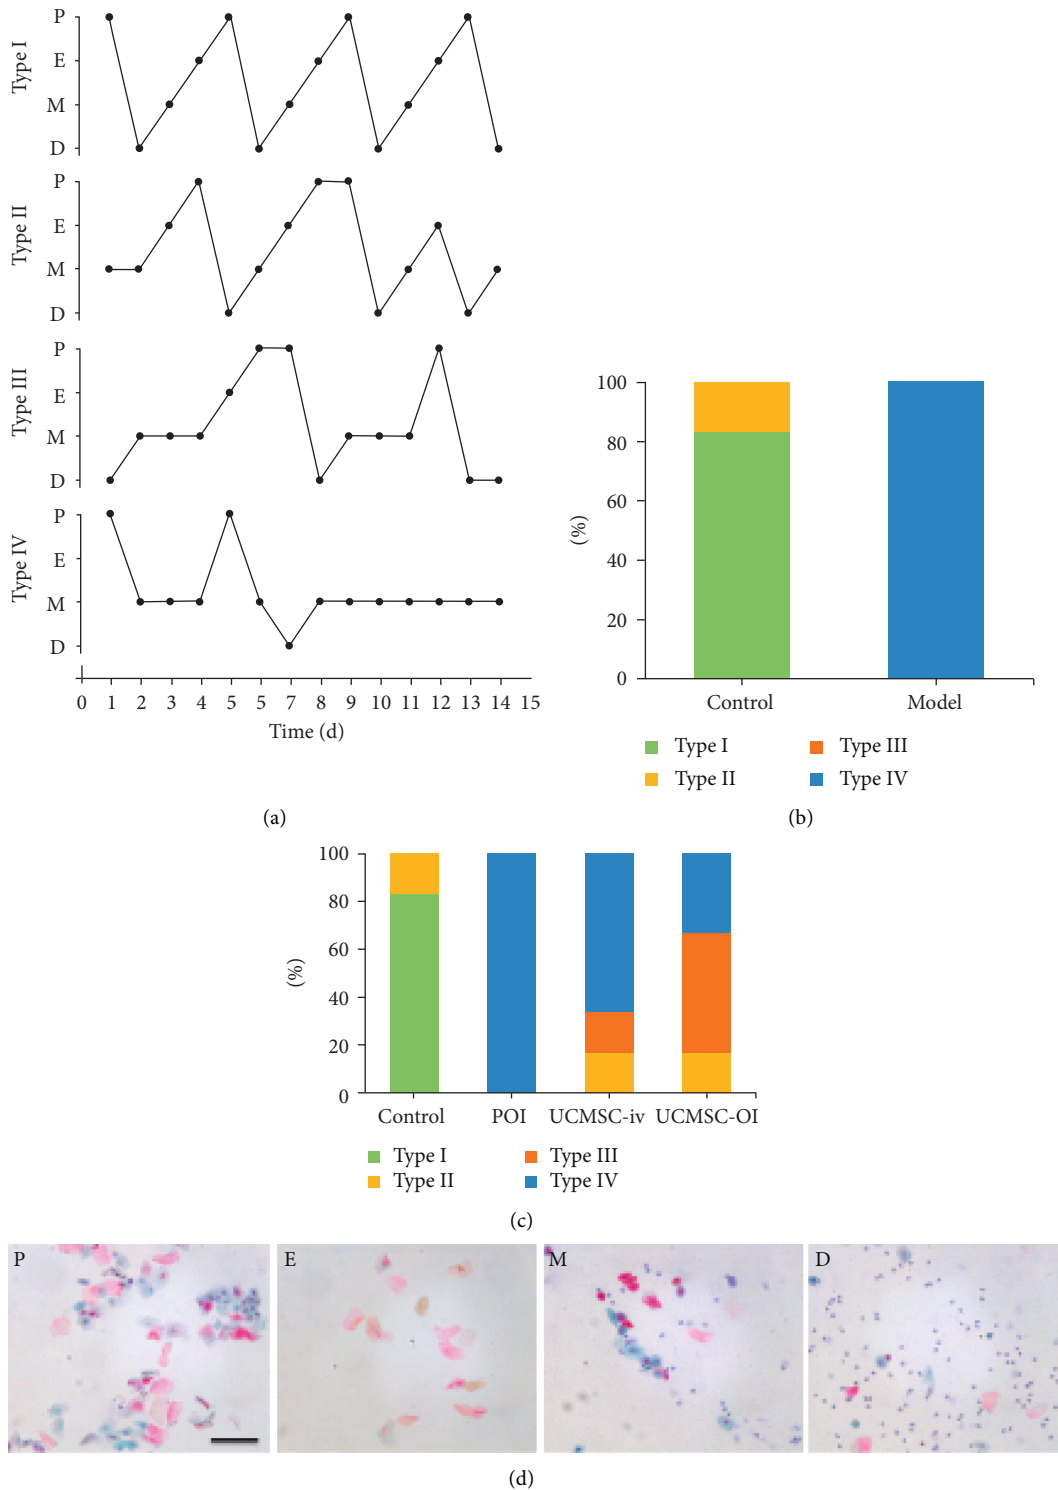 Type I
P
E
M
D
Type II
P
E
M
D
Type III
P
E
M
D
Type IV
P
E
M
D
0 1 2 3 4 5 5 7 8 9 10 11 12 13 14 15
Time (d)
(a)
(%)
100
80
60
40
20
0
Control Model
Type I Type III
Type II Type IV
(b)
(%)
100
80
60
40
20
0
Control POI UCMSC-iv UCMSC-OI
Type I Type III
Type II Type IV
(c)
P E M D
(d)